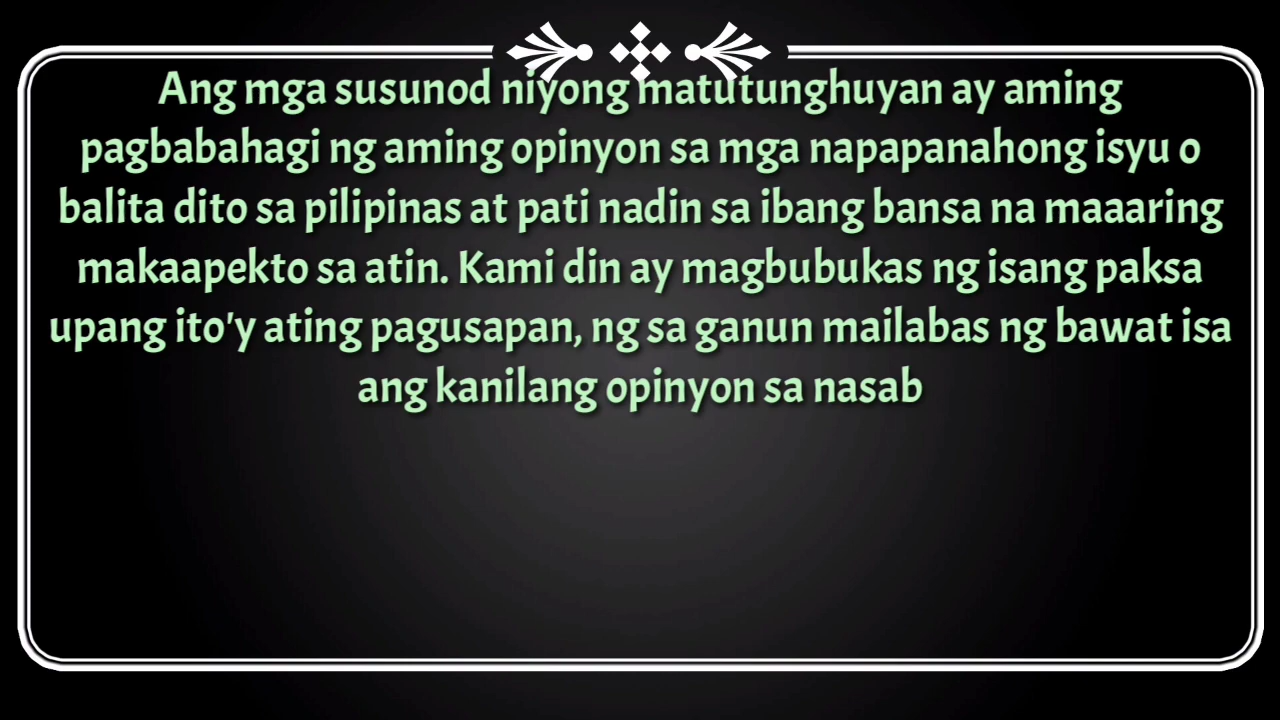 Ang mga susunod niyong matutunghuyan ay aming
pagbabahagi ng aming opinyon sa mga napapanahong isyu o
balita dito sa pilipinas at pati nadin sa ibang bansa na maaaring
makaapekto sa atin. Kami din ay magbubukas ng isang paksa
upang ito'y ating pagusapan, ng sa ganun mailabas ng bawat isa
ang kanilang opinyon sa nasab